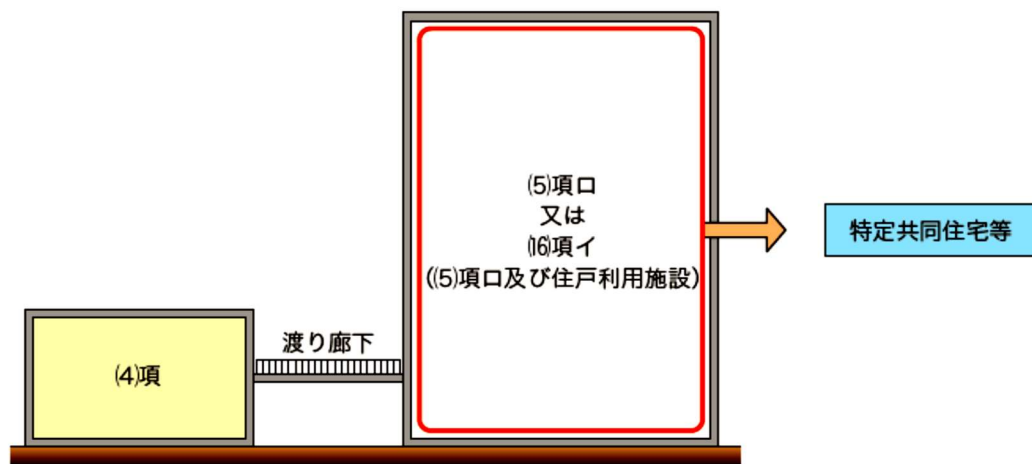 ⑸項ロ
又は
⒃項イ
(⑸項ロ及び住戸利用施設)
特定共同住宅等
渡り廊下
⑷項